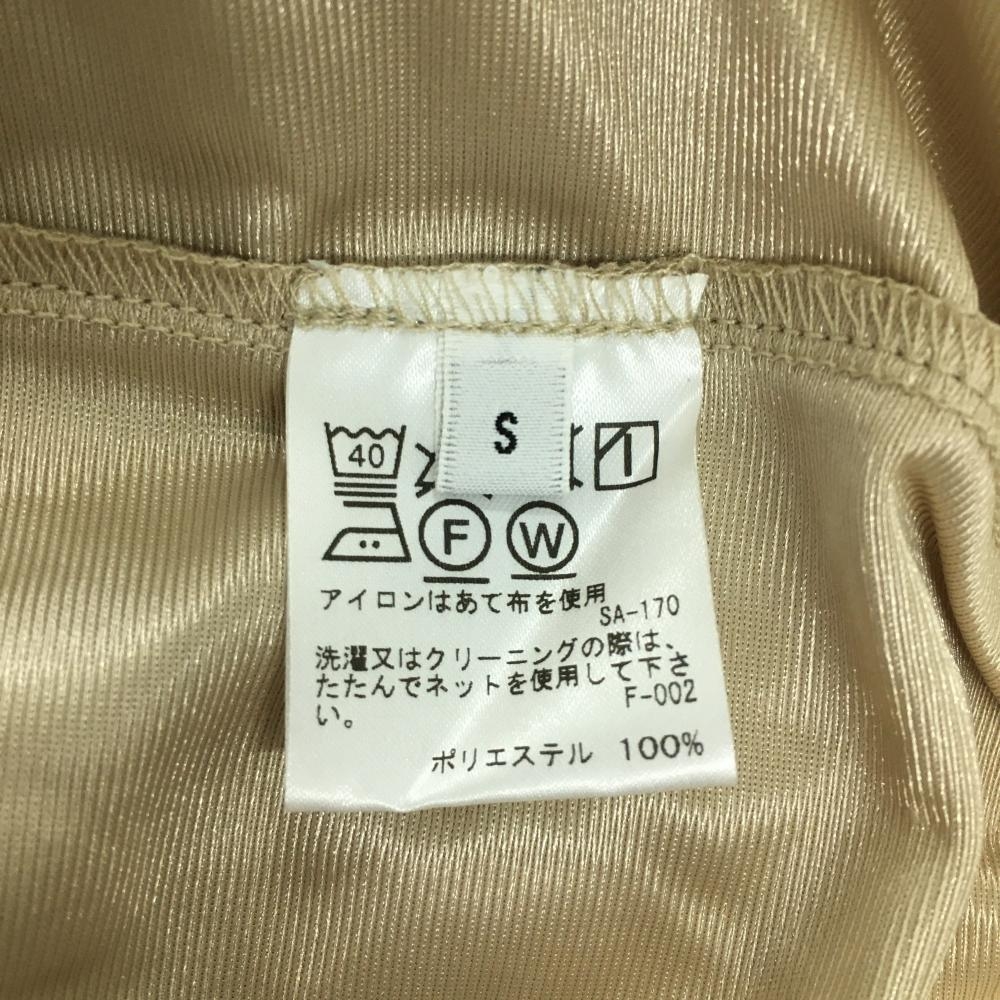 S
40
F W
アイロンはあて布を使用
SA-170
洗濯又はクリーニングの際は、
たたんでネットを使用して下さ
い。
F-002
ポリエステル 100%